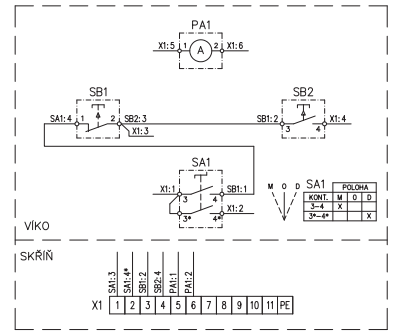 PA1
X1:5 1 A 2 X1:6
SB1
SB2
SA1:4 1 2 SB2:3
SB1:2 3 4 X1:4
X1:3
SA1
X1:1 3 4 SB1:1
3* 4* X1:2
M O D
SA1 POLOHA
KONT. M O D
3-4 X
3*-4* X
VÍKO
SKŘÍŇ
SA1:3
SA1:4*
SB1:2
SB2:4
PA1:1
PA1:2
X1 1 2 3 4 5 6 7 8 9 10 11 PE